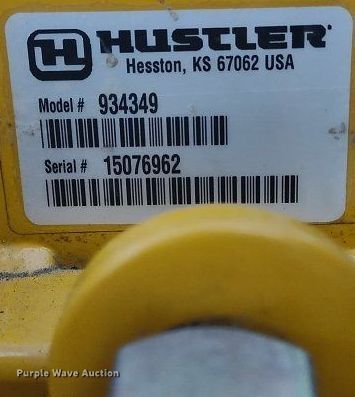 H HUSTLER
Hesston, KS 67062 USA
Model # 934349
Serial # 15076962
Purple Wave Auction